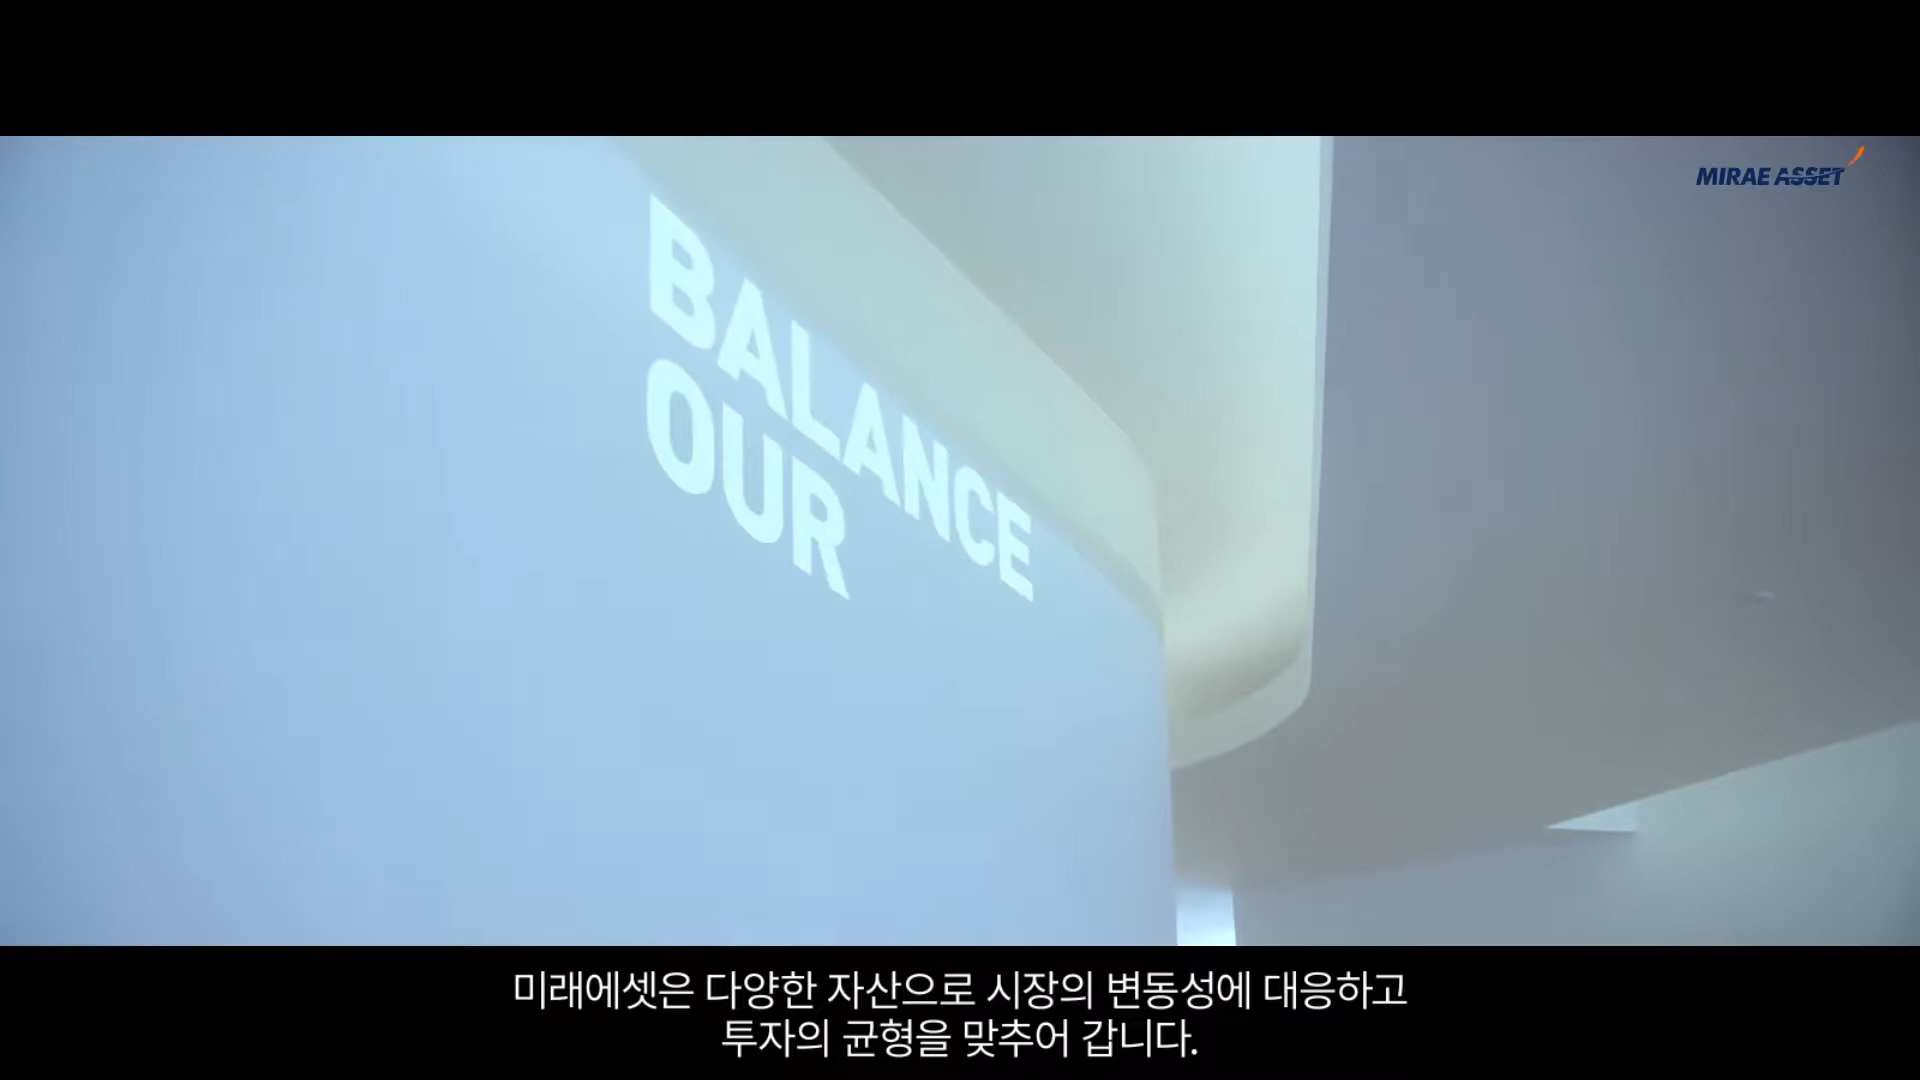 MIRAE ASSET
BALANCE
OUR
미래에셋은 다양한 자산으로 시장의 변동성에 대응하고
투자의 균형을 맞추어 갑니다.